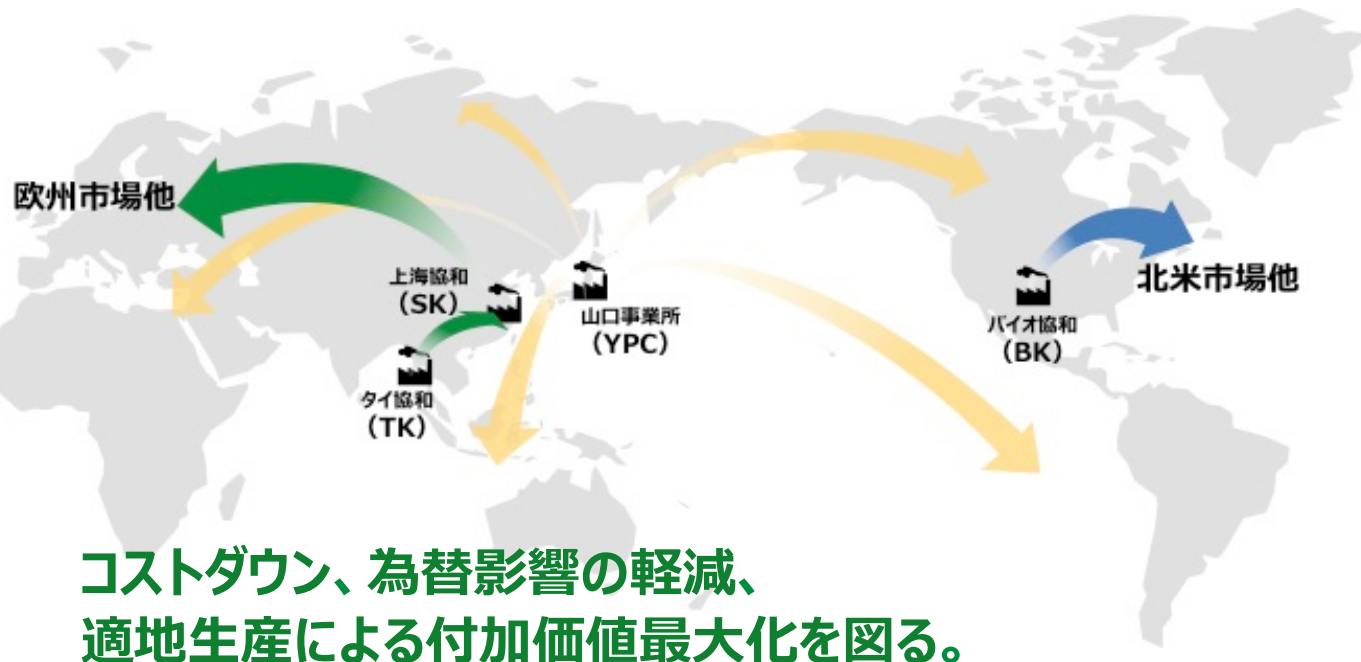 欧州市場他
上海協和
（SK）
山口事業所
（YPC）
タイ協和
（TK）
バイオ協和
（BK）
北米市場他
コストダウン、為替影響の軽減、
適地生産による付加価値最大化を図る。